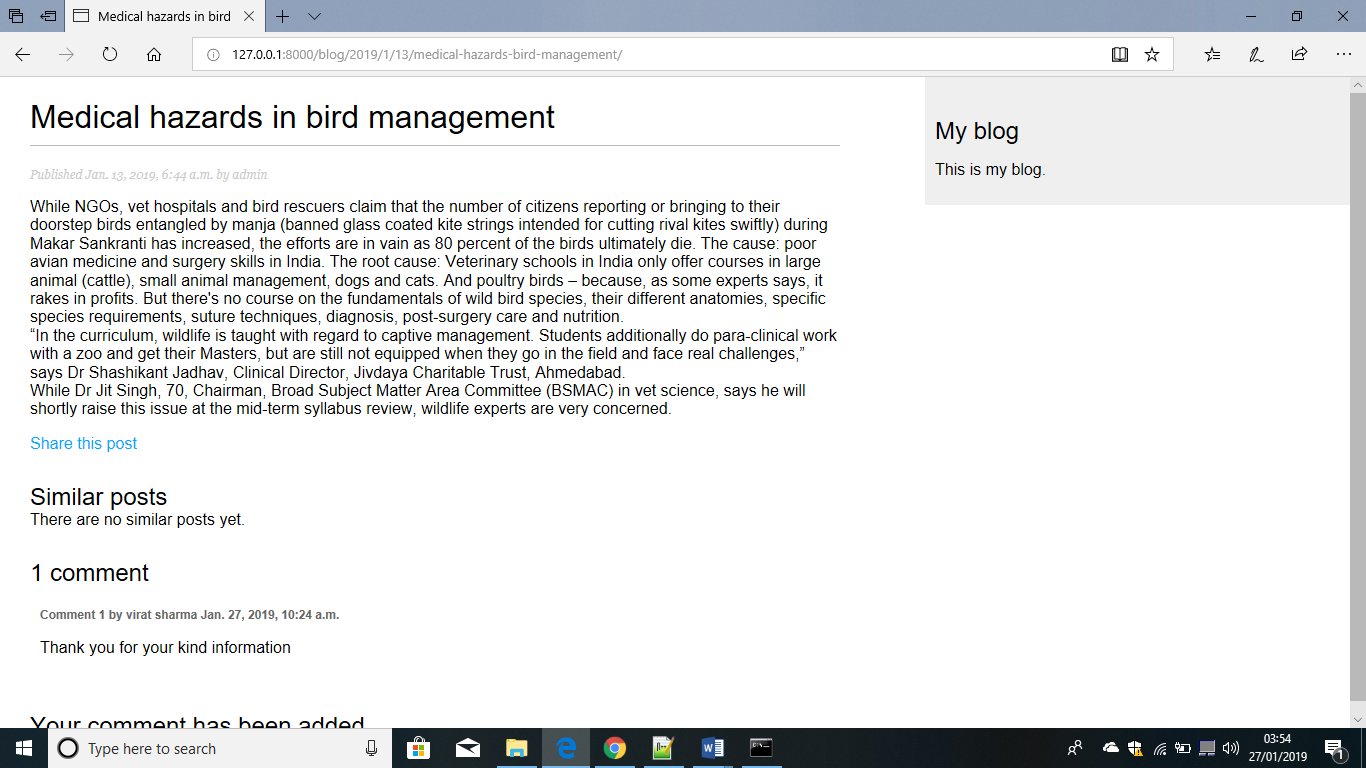 Medical hazards in bird
127.0.0.1:8000/blog/2019/1/13/medical-hazards-bird-management/
Medical hazards in bird management
Published Jan. 13, 2019, 6:44 a.m. by admin
While NGOs, vet hospitals and bird rescuers claim that the number of citizens reporting or bringing to their
doorstep birds entangled by manja (banned glass coated kite strings intended for cutting rival kites swiftly) during
Makar Sankranti has increased, the efforts are in vain as 80 percent of the birds ultimately die. The cause: poor
avian medicine and surgery skills in India. The root cause: Veterinary schools in India only offer courses in large
animal (cattle), small animal management, dogs and cats. And poultry birds – because, as some experts says, it
rakes in profits. But there's no course on the fundamentals of wild bird species, their different anatomies, specific
species requirements, suture techniques, diagnosis, post-surgery care and nutrition.
“In the curriculum, wildlife is taught with regard to captive management. Students additionally do para-clinical work
with a zoo and get their Masters, but are still not equipped when they go in the field and face real challenges,”
says Dr Shashikant Jadhav, Clinical Director, Jivdaya Charitable Trust, Ahmedabad.
While Dr Jit Singh, 70, Chairman, Broad Subject Matter Area Committee (BSMAC) in vet science, says he will
shortly raise this issue at the mid-term syllabus review, wildlife experts are very concerned.
Share this post
Similar posts
There are no similar posts yet.
1 comment
Comment 1 by virat sharma Jan. 27, 2019, 10:24 a.m.
Thank you for your kind information
Your comment has been added
My blog
This is my blog.
Type here to search
03:54
27/01/2019
1